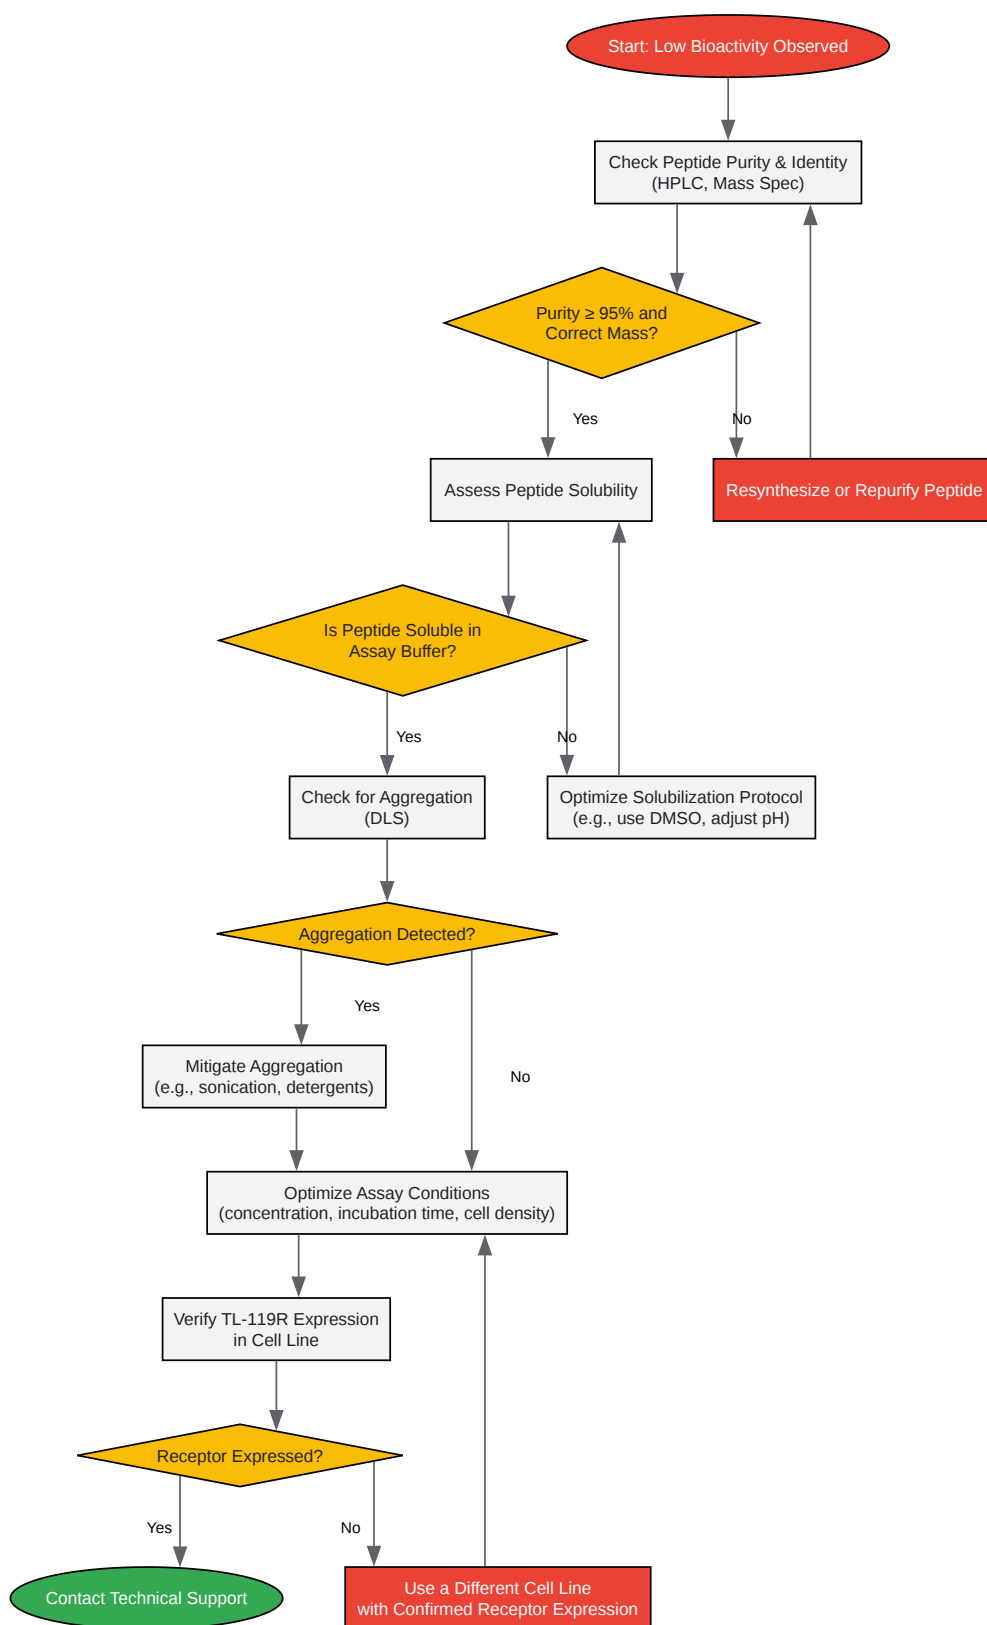 Start: Low Bioactivity Observed
Check Peptide Purity & Identity
(HPLC, Mass Spec)
Purity ≥ 95% and
Correct Mass?
Yes
No
Assess Peptide Solubility
Resynthesize or Repurify Peptide
Is Peptide Soluble in
Assay Buffer?
Yes
No
Check for Aggregation
(DLS)
Optimize Solubilization Protocol
(e.g., use DMSO, adjust pH)
Aggregation Detected?
Yes
Mitigate Aggregation
(e.g., sonication, detergents)
No
Optimize Assay Conditions
(concentration, incubation time, cell density)
Verify TL-119R Expression
in Cell Line
Receptor Expressed?
Yes
No
Contact Technical Support
Use a Different Cell Line
with Confirmed Receptor Expression